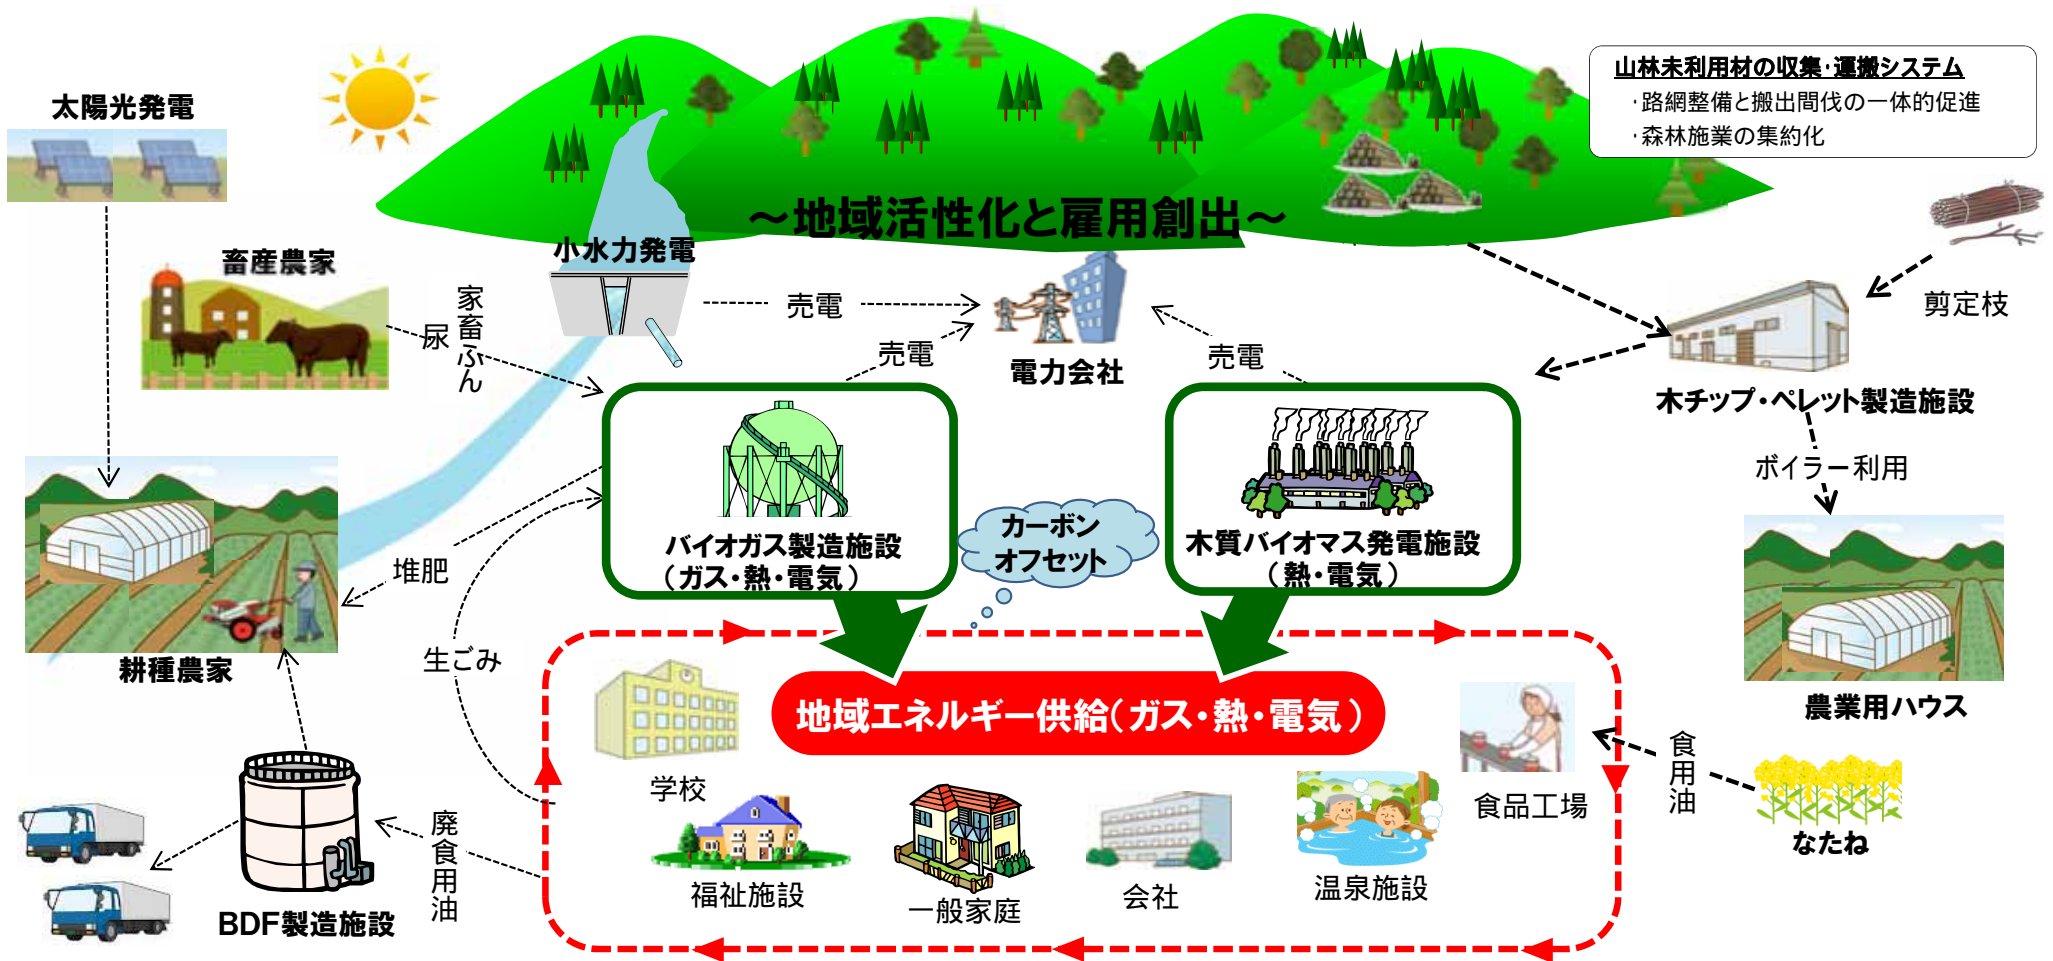 山林未利用材の収集・運搬システム
・路網整備と搬出間伐の一体的促進
・森林施業の集約化
太陽光発電
～地域活性化と雇用創出～
畜産農家
小水力発電
家畜ふん
尿
売電
売電
売電
電力会社
剪定枝
木チップ・ペレット製造施設
ボイラー利用
バイオガス製造施設
（ガス・熱・電気）
カーボン
オフセット
木質バイオマス発電施設
（熱・電気）
堆肥
生ごみ
耕種農家
農業用ハウス
地域エネルギー供給（ガス・熱・電気）
学校
食用油
食品工場
なたね
廃食用油
福祉施設
一般家庭
会社
温泉施設
BDF製造施設